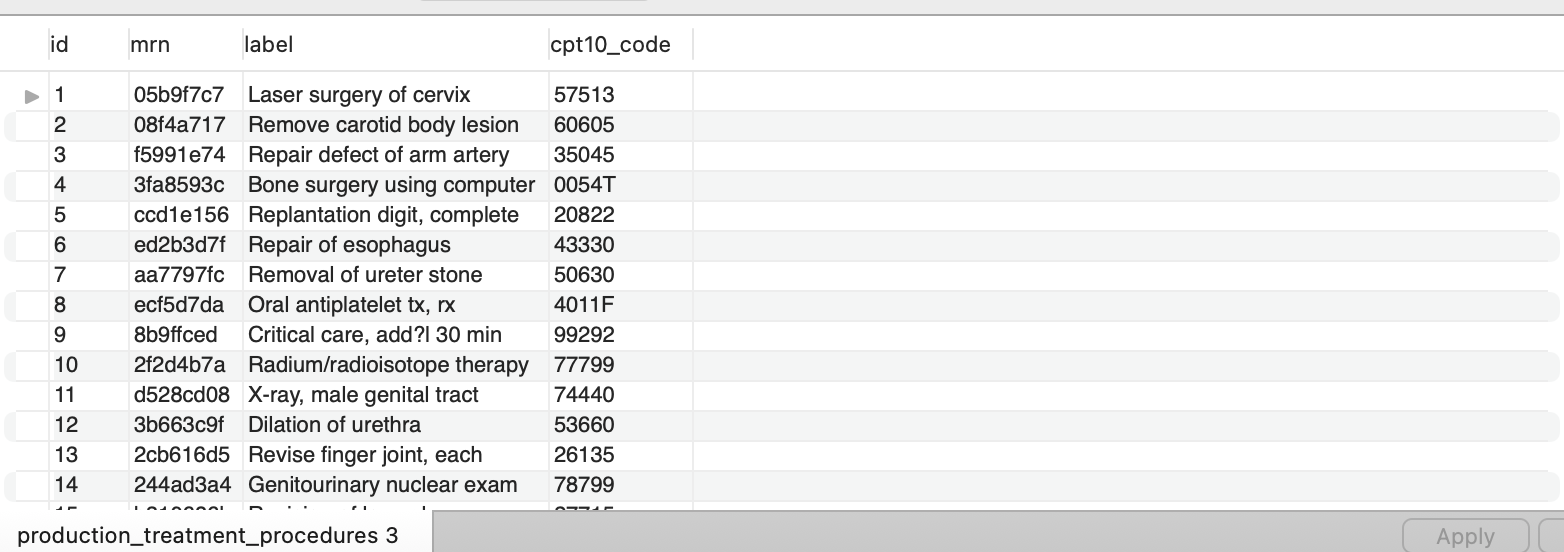 id mrn label cpt10_code
1 05b9f7c7 Laser surgery of cervix 57513
2 08f4a717 Remove carotid body lesion 60605
3 f5991e74 Repair defect of arm artery 35045
4 3fa8593c Bone surgery using computer 0054T
5 ccd1e156 Replantation digit, complete 20822
6 ed2b3d7f Repair of esophagus 43330
7 aa7797fc Removal of ureter stone 50630
8 ecf5d7da Oral antiplatelet tx, rx 4011F
9 8b9ffced Critical care, add?l 30 min 99292
10 2f2d4b7a Radium/radioisotope therapy 77799
11 d528cd08 X-ray, male genital tract 74440
12 3b663c9f Dilation of urethra 53660
13 2cb616d5 Revise finger joint, each 26135
14 244ad3a4 Genitourinary nuclear exam 78799
15
production_treatment_procedures 3 Apply